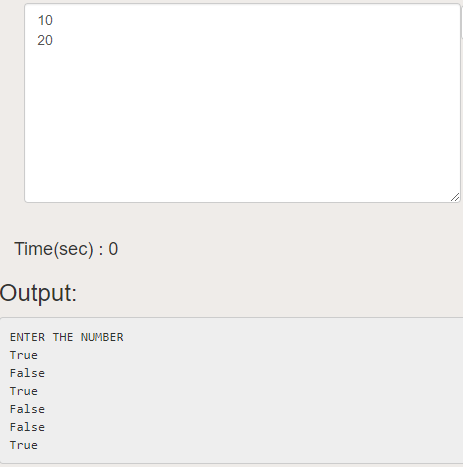 10
20
Time(sec) : 0
Output:
ENTER THE NUMBER
True
False
True
False
False
True